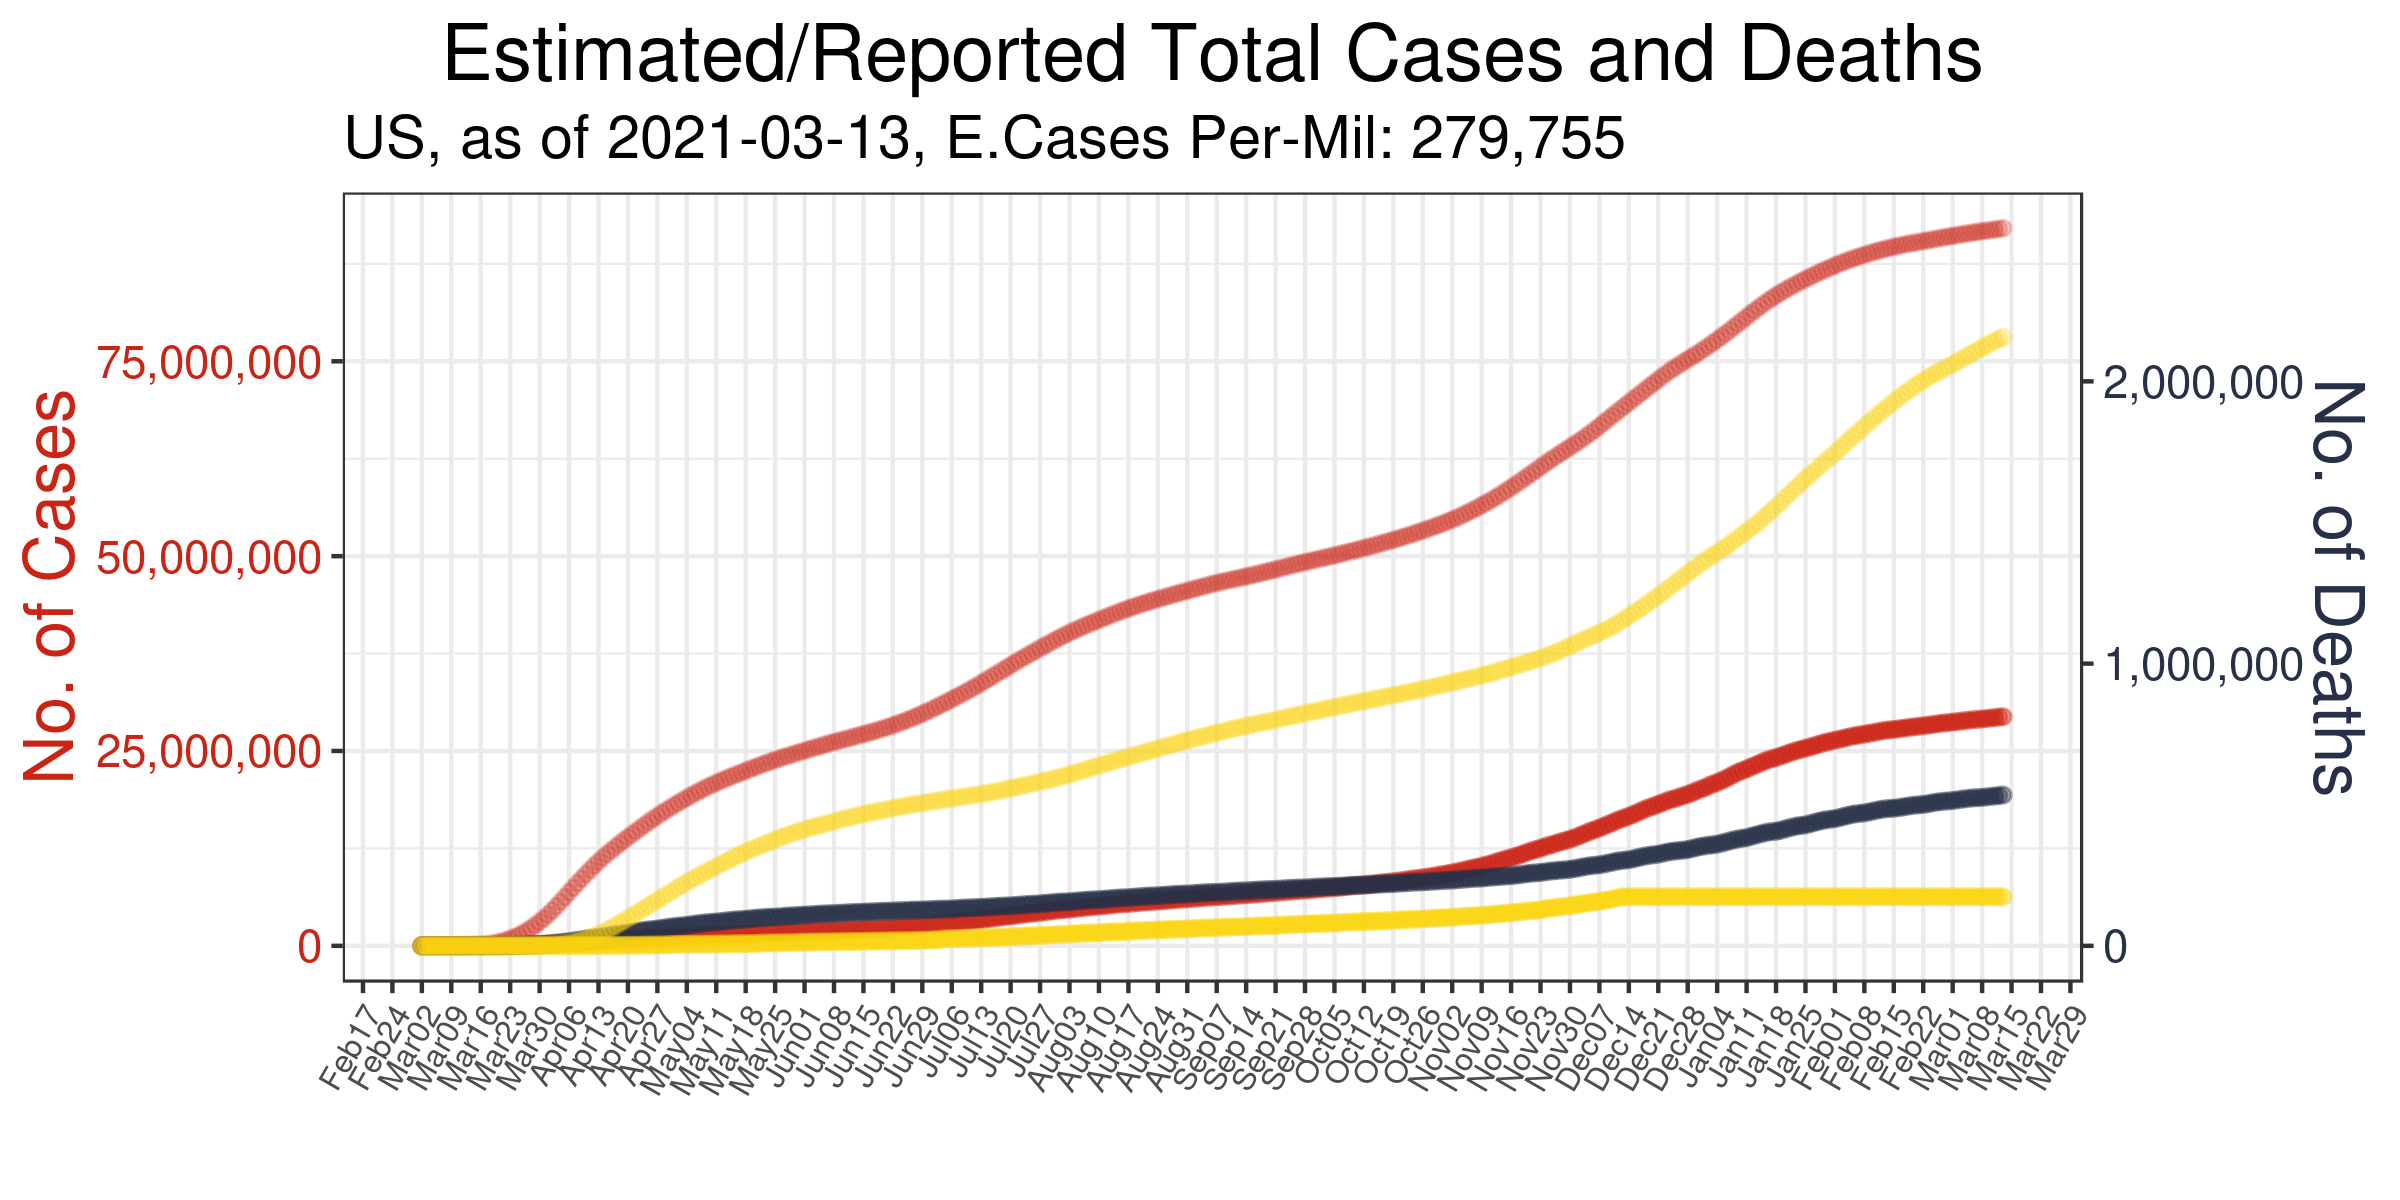 Estimated/Reported Total Cases and Deaths
US, as of 2021-03-13, E.Cases Per-Mil: 279,755
No. of Cases
75,000,000
50,000,000
25,000,000
0
2,000,000
1,000,000
0
No. of Deaths
Feb17
Feb24
Mar02
Mar09
Mar16
Mar23
Mar30
Apr06
Apr13
Apr20
Apr27
May04
May11
May18
May25
Jun01
Jun08
Jun15
Jun22
Jun29
Jul06
Jul13
Jul20
Jul27
Aug03
Aug10
Aug17
Aug24
Aug31
Sep07
Sep14
Sep21
Sep28
Oct05
Oct12
Oct19
Oct26
Nov02
Nov09
Nov16
Nov23
Nov30
Dec07
Dec14
Dec21
Dec28
Jan04
Jan11
Jan18
Jan25
Feb01
Feb08
Feb15
Feb22
Mar01
Mar08
Mar15
Mar22
Mar29